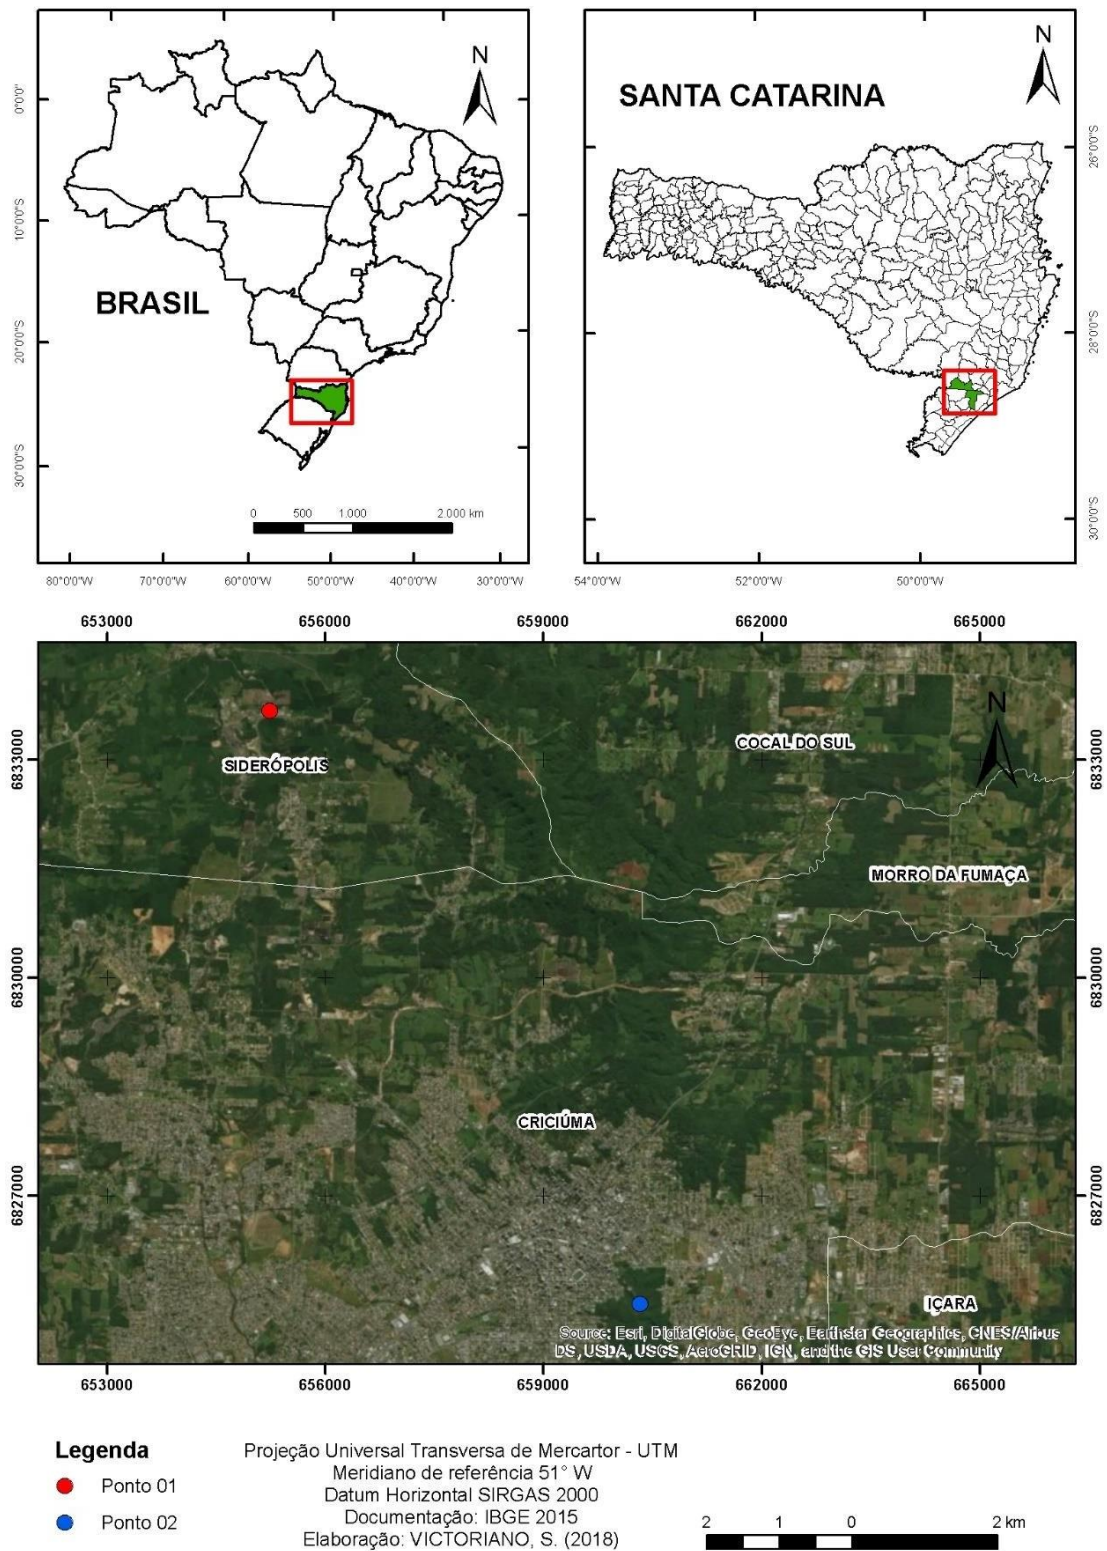 N
BRASIL
0°0'0"
10°0'0"S
20°0'0"S
30°0'0"S
0 500 1.000 2.000 km
80°0'0"W 70°0'0"W 60°0'0"W 50°0'0"W 40°0'0"W 30°0'0"W
N
SANTA CATARINA
26°0'0"S
28°0'0"S
30°0'0"S
54°0'0"W 52°0'0"W 50°0'0"W
653000 656000 659000 662000 665000
N
COCAL DO SUL
6833000 SIDERÓPOLIS 6833000
MORRO DA FUMAÇA
6830000 6830000
CRICIÚMA
6827000 6827000
IÇARA
Source: Esri, DigitalGlobe, GeoEye, Earthstar Geographics, CNES/Airbus
DS, USDA, USGS, AeroGRID, IGN, and the GIS User Community
653000 656000 659000 662000 665000
Legenda
Ponto 01
Ponto 02
Projeção Universal Transversa de Mercartor - UTM
Meridiano de referência 51° W
Datum Horizontal SIRGAS 2000
Documentação: IBGE 2015
Elaboração: VICTORIANO, S. (2018)
2 1 0 2 km